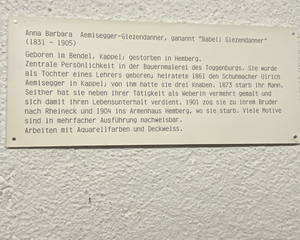 Anna Barbara Aemisegger-Giezendanner, genannt "Babeli Giezendanner"
(1831 - 1905)
Geboren im Bendel, Kappel; gestorben in Hemberg.
Zentrale Persönlichkeit in der Bauernmalerei des Toggenburgs. Sie wurde
als Tochter eines Lehrers geboren, heiratete 1861 den Schuhmacher Ulrich
Aemisegger in Kappel; von ihm hatte sie drei Knaben. 1873 starb ihr Mann.
Seither hat sie neben ihrer Tätigkeit als Weberin vermehrt gemalt und
sich damit ihren Lebensunterhalt verdient. 1901 zog sie zu ihrem Bruder
nach Rheineck und 1904 ins Armenhaus Hemberg, wo sie starb. Viele Motive
sind in mehrfacher Ausführung nachweisbar.
Arbeiten mit Aquarellfarben und Deckweiss.